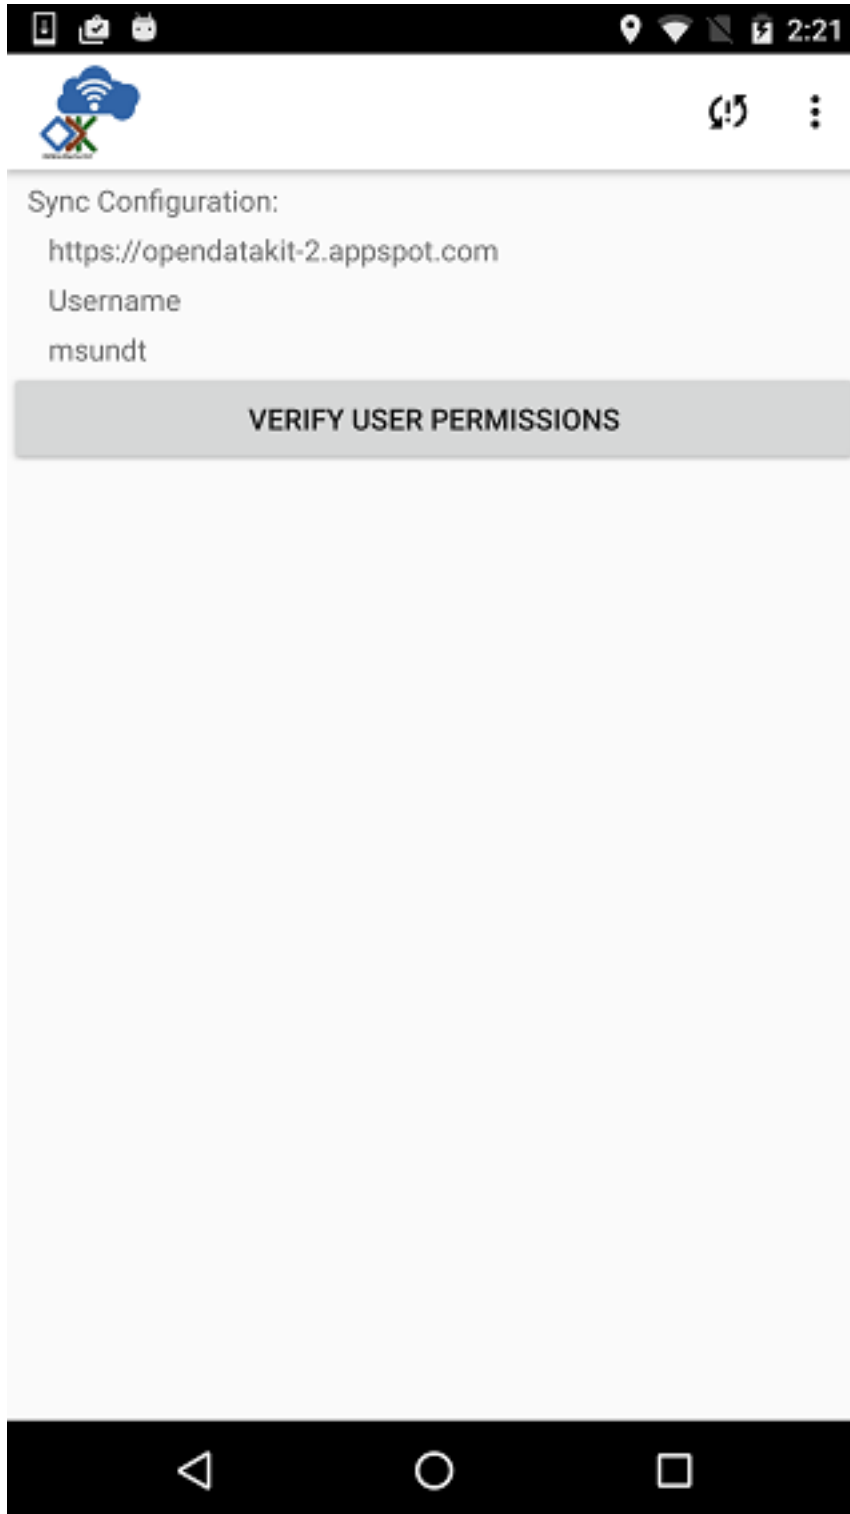 2:21
Sync Configuration:
https://opendatakit-2.appspot.com
Username
msundt
VERIFY USER PERMISSIONS